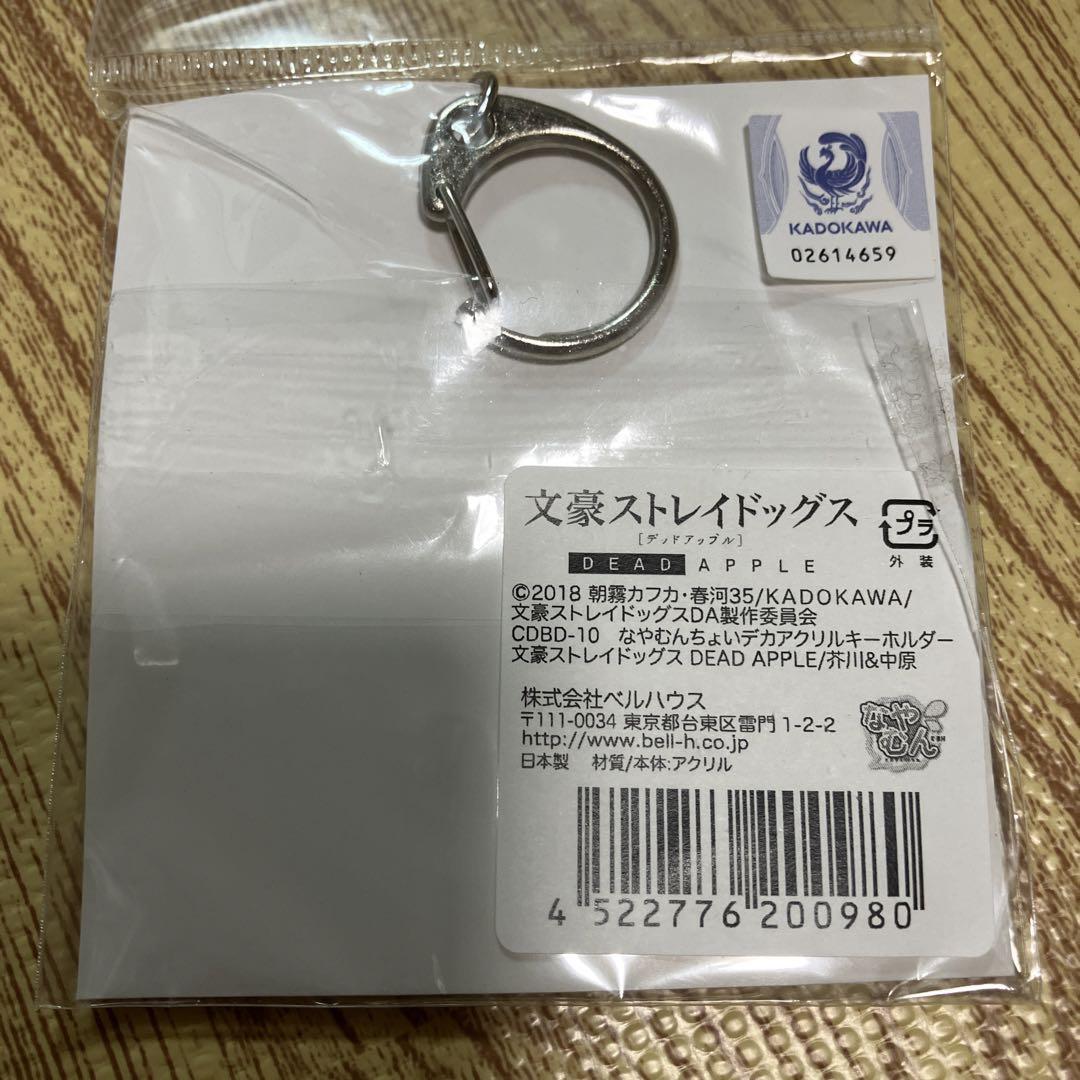 KADOKAWA
02614659
文豪ストレイドッグス
[デッドアップル]
DEAD APPLE
プラ
外装
©2018 朝霧カフカ・春河35/KADOKAWA/
文豪ストレイドッグスDA製作委員会
CDBD-10 なやむんちょいデカアクリルキーホルダー
文豪ストレイドッグス DEAD APPLE/芥川&中原
株式会社ベルハウス
〒111-0034 東京都台東区雷門 1-2-2
http://www.bell-h.co.jp
日本製 材質/本体:アクリル
なや
むん
4 522776 200980